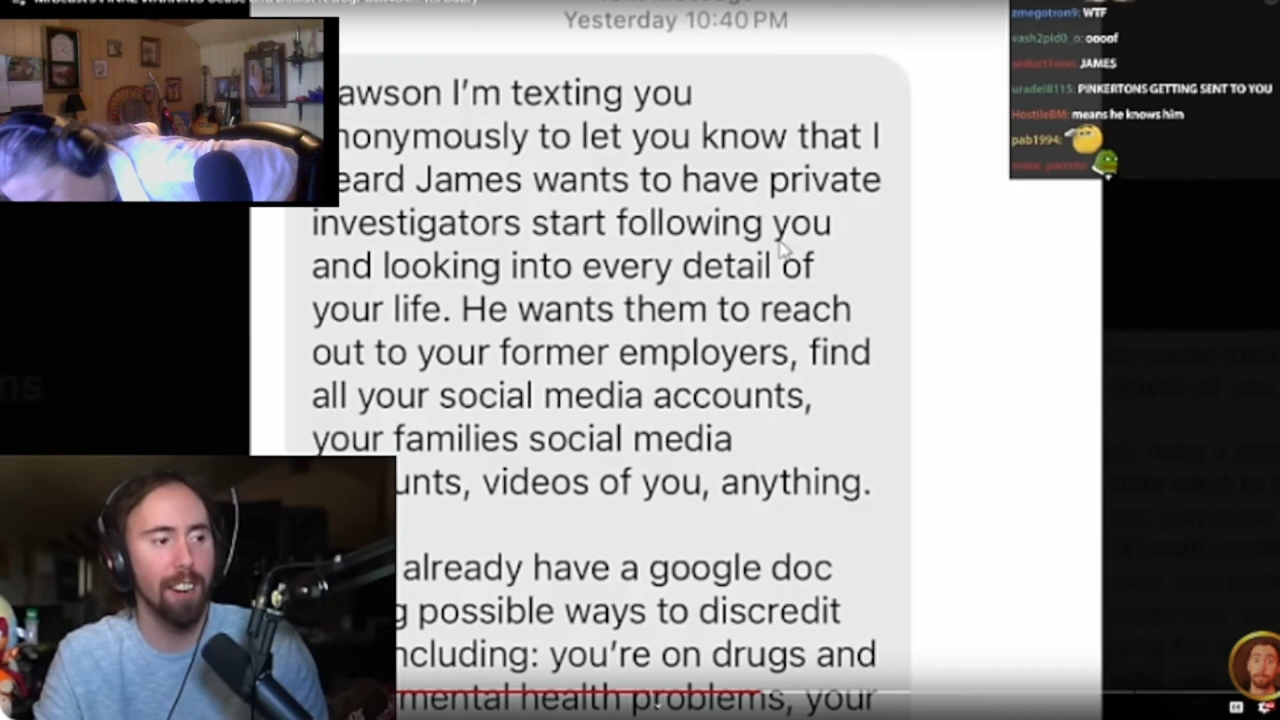 Yesterday 10:40 PM
awson I'm texting you
nonymously to let you know that I
eard James wants to have private
investigators start following you
and looking into every detail of
your life. He wants them to reach
out to your former employers, find
all your social media accounts,
your families social media
unts, videos of you, anything.
already have a google doc
g possible ways to discredit
ncluding: you're on drugs and
mental health problems, your
zmegotron9: WTF
vash2pid0_o: oooof
JAMES
uradel8115: PINKERTONS GETTING SENT TO YOU
HostileBM: means he knows him
pab1994: